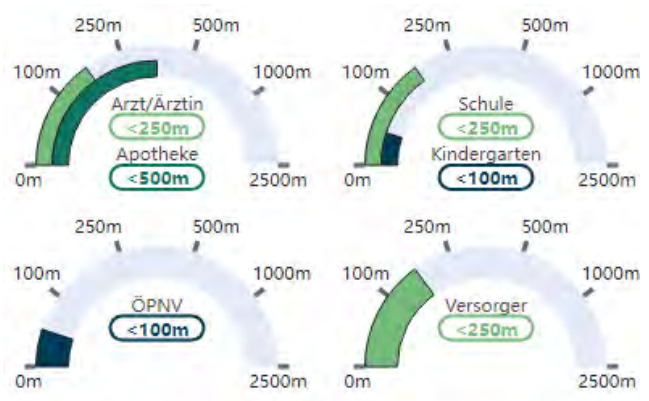 250m 500m
100m 1000m
Arzt/Ärztin
<250m
Apotheke
<500m
0m 2500m
250m 500m
100m 1000m
Schule
<250m
Kindergarten
<100m
0m 2500m
250m 500m
100m 1000m
ÖPNV
<100m
0m 2500m
250m 500m
100m 1000m
Versorger
<250m
0m 2500m